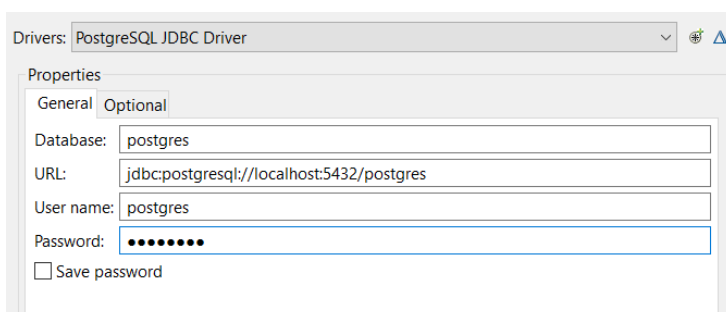 Drivers: PostgreSQL JDBC Driver
Properties
General Optional
Database: postgres
URL: jdbc:postgresql://localhost:5432/postgres
User name: postgres
Password: ●●●●●●●●
Save password